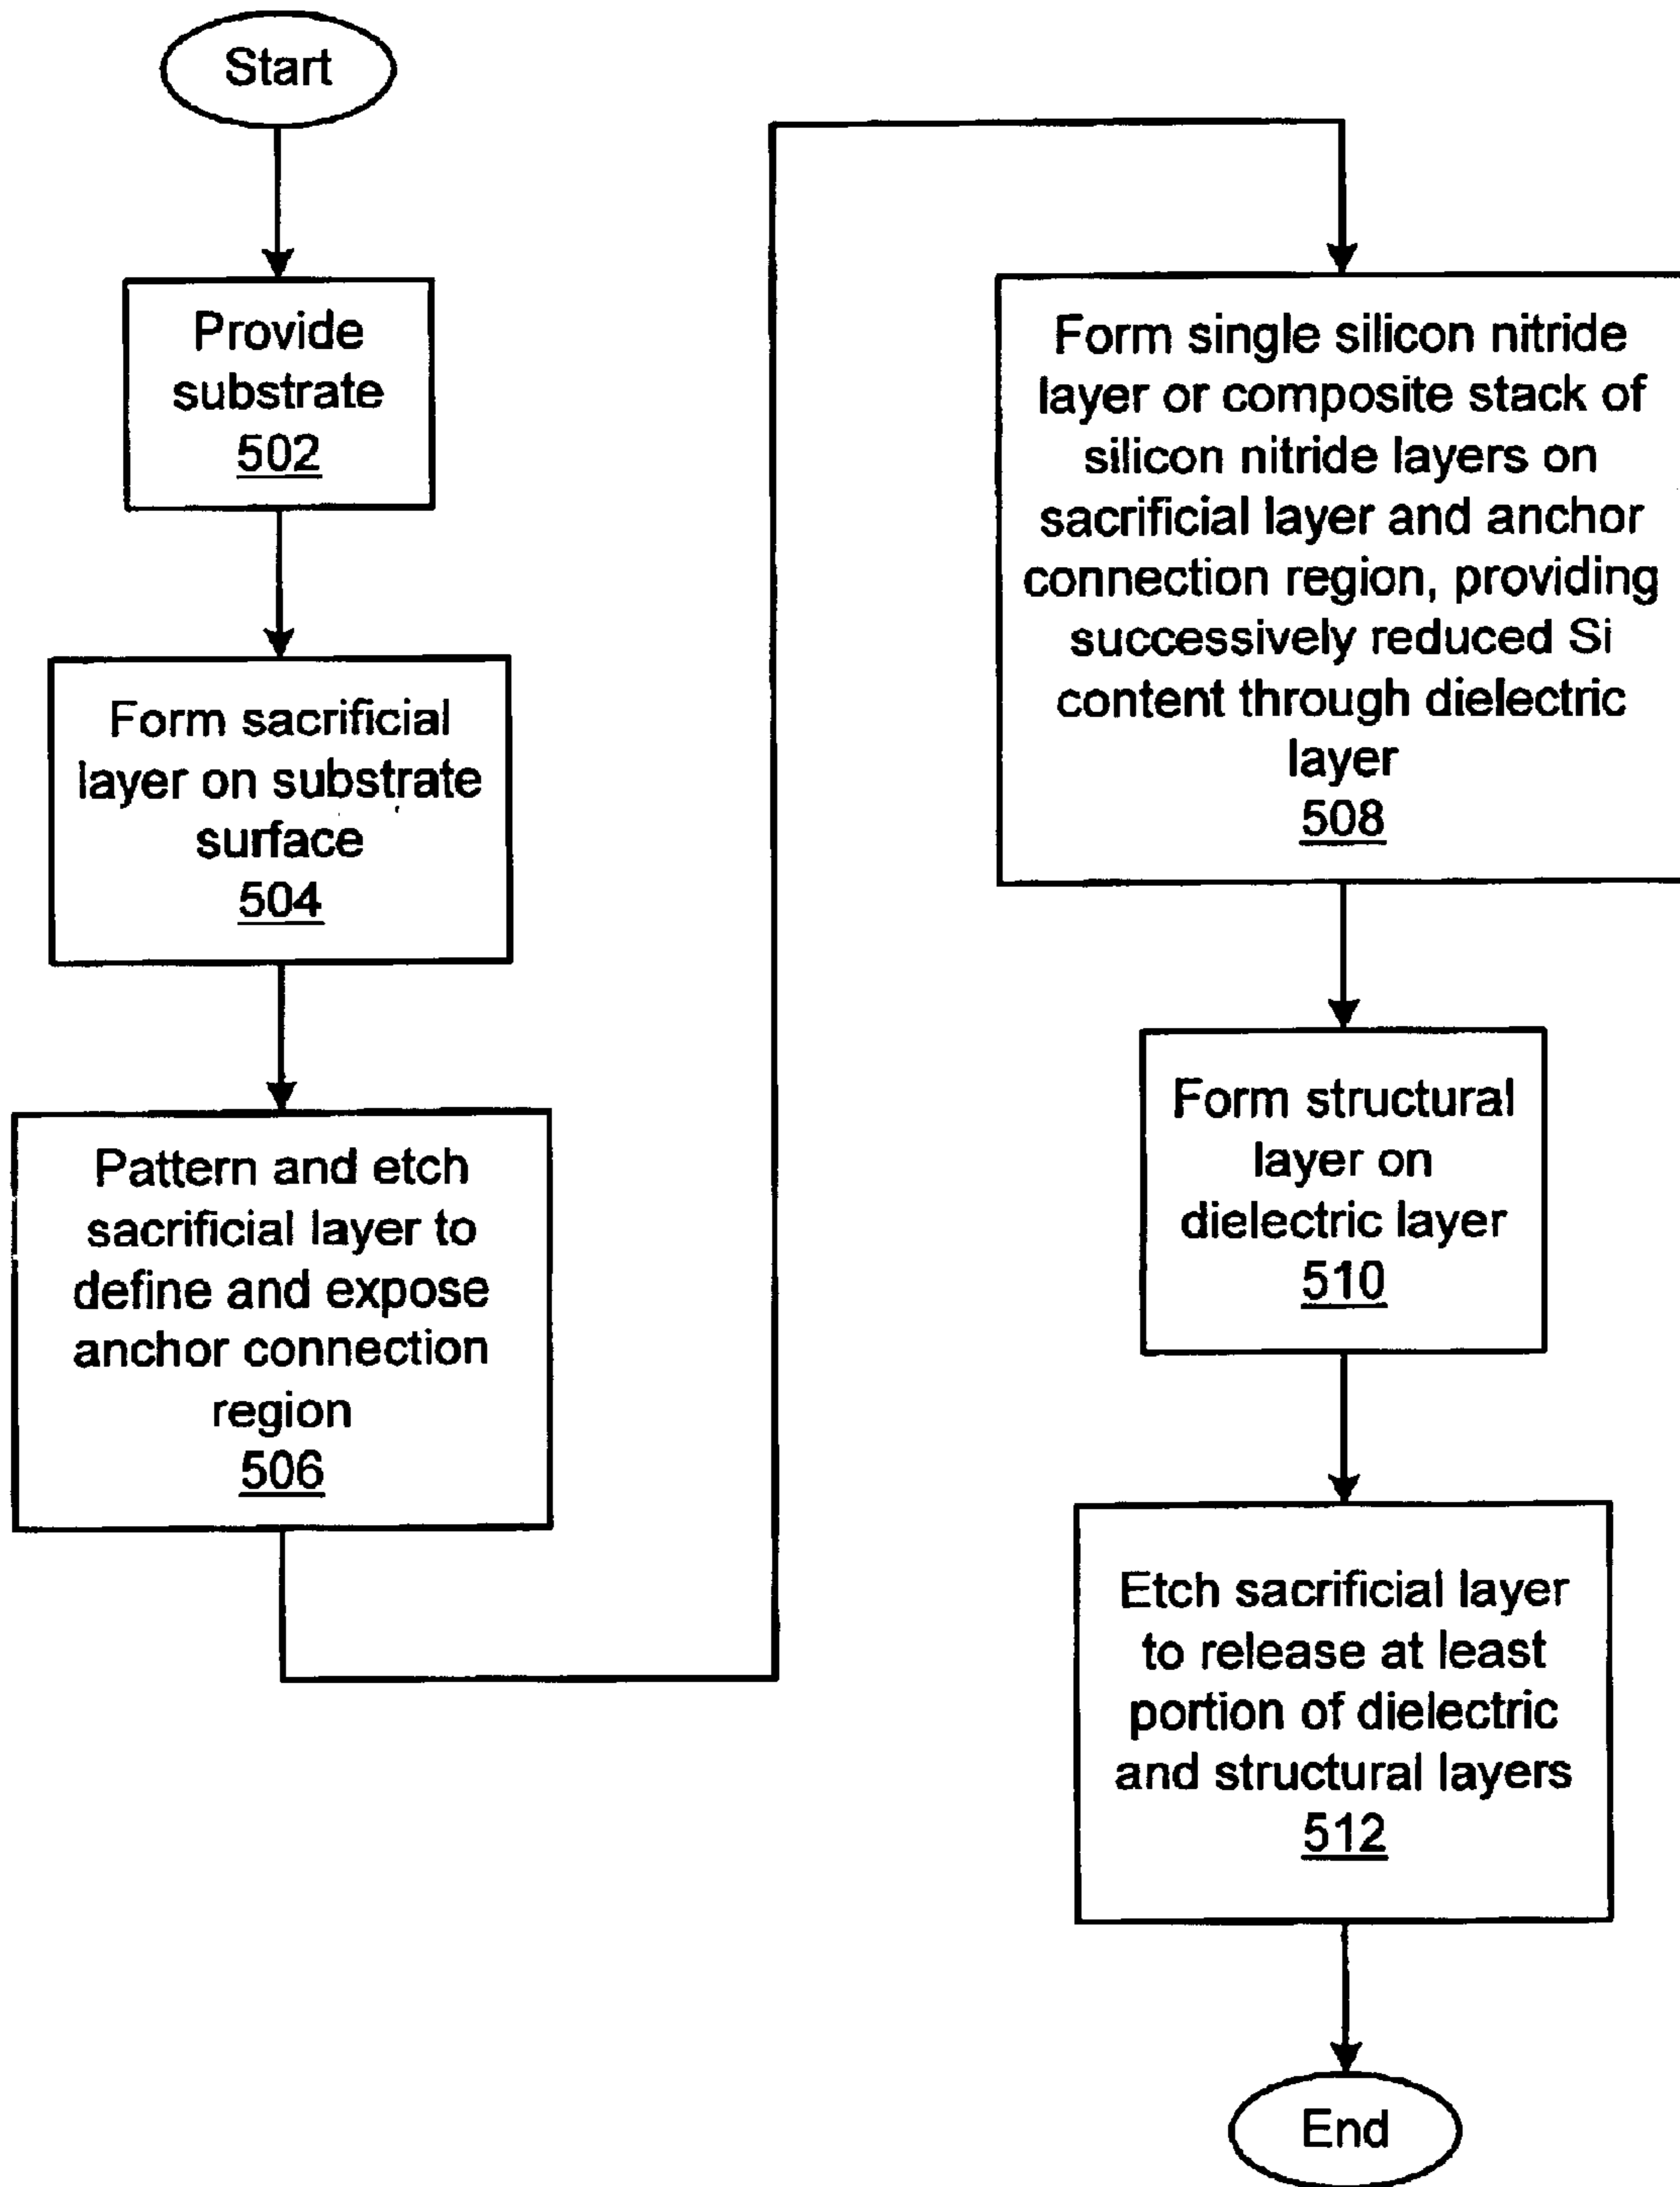 Start
Provide
substrate
502
Form sacrificial
layer on substrate
surface
504
Pattern and etch
sacrificial layer to
define and expose
anchor connection
region
506
Form single silicon nitride
layer or composite stack of
silicon nitride layers on
sacrificial layer and anchor
connection region, providing
successively reduced Si
content through dielectric
layer
508
Form structural
layer on
dielectric layer
510
Etch sacrificial layer
to release at least
portion of dielectric
and structural layers
512
End